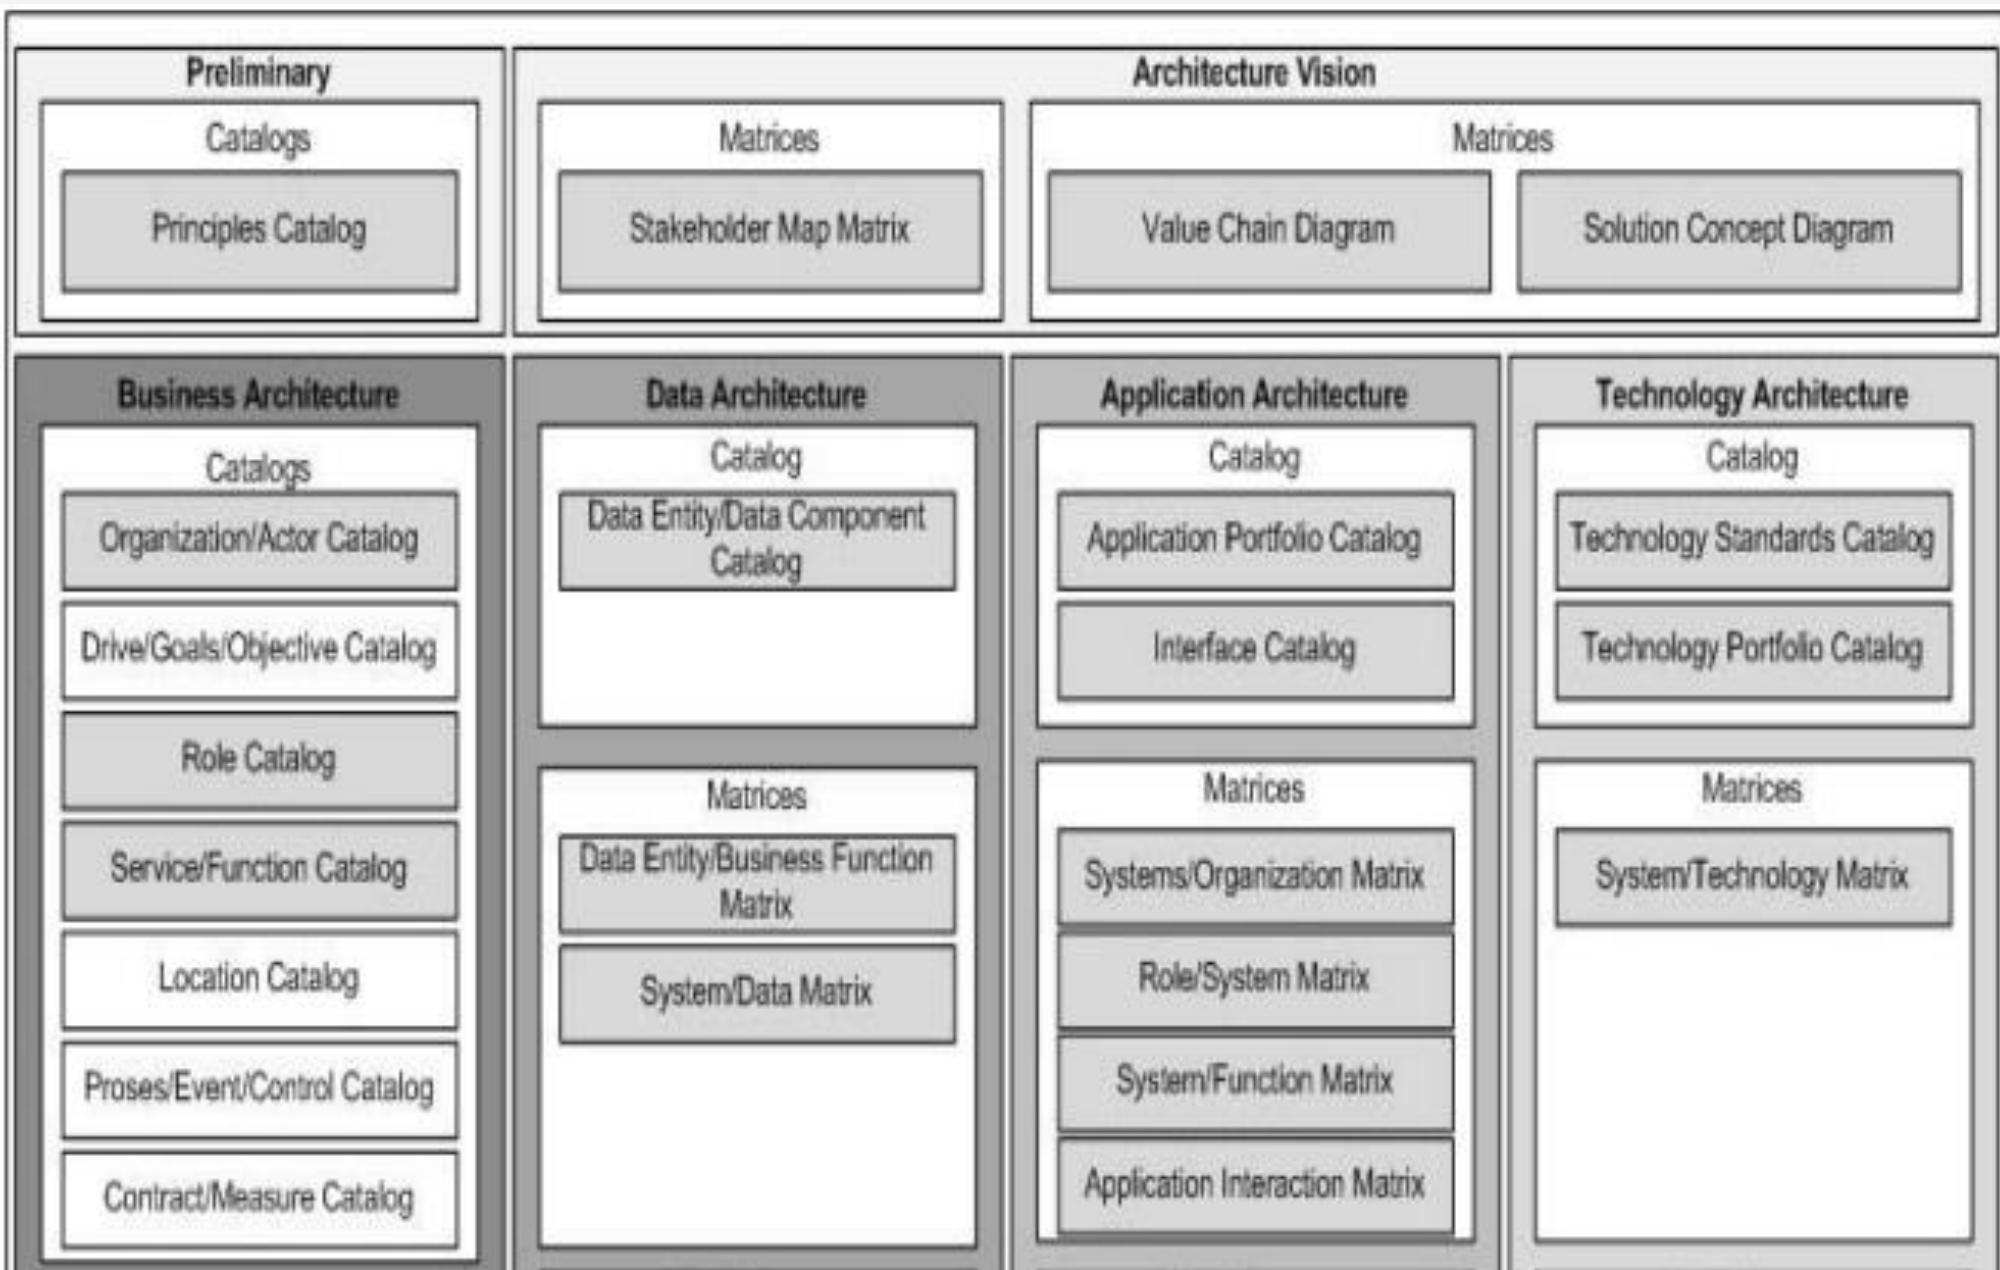 Preliminary
Catalogs
Principles Catalog
Architecture Vision
Matrices
Stakeholder Map Matrix
Matrices
Value Chain Diagram
Solution Concept Diagram
Business Architecture
Catalogs
Organization/Actor Catalog
Drive/Goals/Objective Catalog
Role Catalog
Service/Function Catalog
Location Catalog
Proses/Event/Control Catalog
Contract/Measure Catalog
Data Architecture
Catalog
Data Entity/Data Component
Catalog
Matrices
Data Entity/Business Function
Matrix
System/Data Matrix
Application Architecture
Catalog
Application Portfolio Catalog
Interface Catalog
Matrices
Systems/Organization Matrix
Role/System Matrix
System/Function Matrix
Application Interaction Matrix
Technology Architecture
Catalog
Technology Standards Catalog
Technology Portfolio Catalog
Matrices
System/Technology Matrix